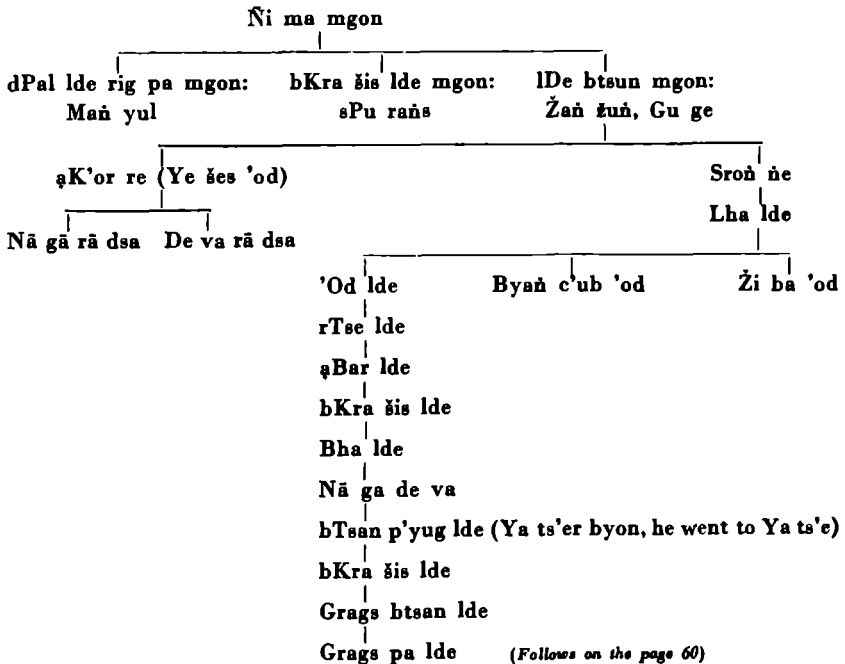 Ñi ma mgon
dPal lde rig pa mgon: bKra šis lde mgon: lDe btsun mgon:
Maṅ yul sPu raṅs Žaṅ žuṅ, Gu ge
ạK'or re (Ye šes 'od) Sroṅ ṅe
Lha lde
Nā gā rā dsa De va rā dsa
'Od lde Byaṅ c'ub 'od Ži ba 'od
rTse lde
ạBar lde
bKra šis lde
Bha lde
Nā ga de va
bTsan p'yug lde (Ya ts'er byon, he went to Ya ts'e)
bKra šis lde
Grags btsan lde
Grags pa lde (Follows on the page 60)